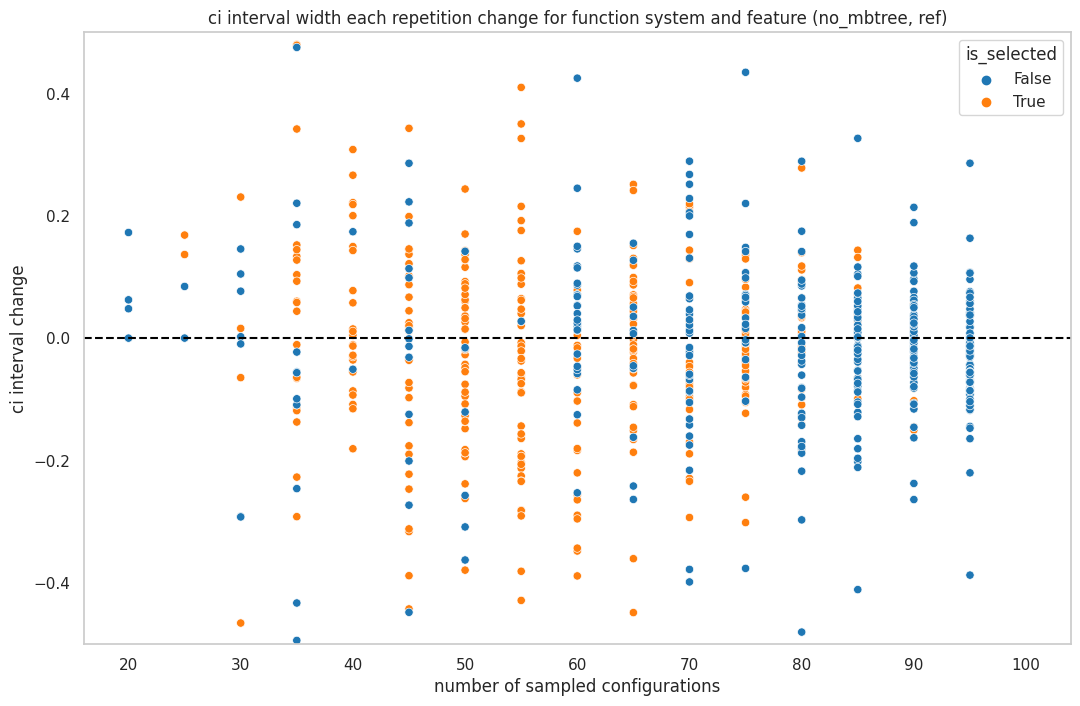 ci interval width each repetition change for function system and feature (no_mbtree, ref)
is_selected
False
True
ci interval change
0.4
0.2
0.0
−0.2
−0.4
20 30 40 50 60 70 80 90 100
number of sampled configurations